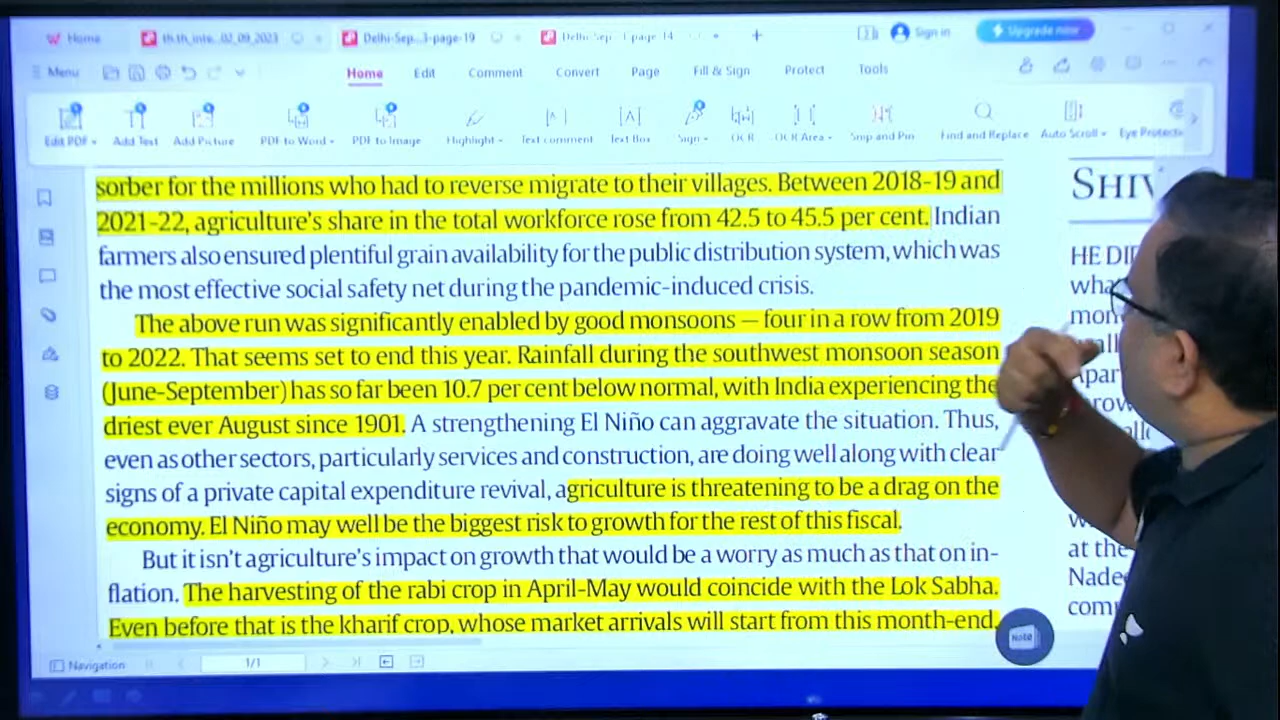 Home
02_09_2023
Delhi-Sep...3-page-19
Sign in
Upgrade now
Menu
Home
Edit
Comment
Convert
Page
Fill & Sign
Protect
Tools
Edit PDF
Add Text
Add Picture
PDF to Word
PDF to Image
Highlight
Text comment
Text Box
Sign
OCR
OCR Area
Snip and Pin
Find and Replace
Auto Scroll
Eye Protecti
sorber for the millions who had to reverse migrate to their villages. Between 2018-19 and
2021-22, agriculture's share in the total workforce rose from 42.5 to 45.5 per cent. Indian
farmers also ensured plentiful grain availability for the public distribution system, which was
the most effective social safety net during the pandemic-induced crisis.
The above run was significantly enabled by good monsoons — four in a row from 2019
to 2022. That seems set to end this year. Rainfall during the southwest monsoon season
(June-September) has so far been 10.7 per cent below normal, with India experiencing the
driest ever August since 1901. A strengthening El Niño can aggravate the situation. Thus,
even as other sectors, particularly services and construction, are doing well along with clear
signs of a private capital expenditure revival, agriculture is threatening to be a drag on the
economy. El Niño may well be the biggest risk to growth for the rest of this fiscal.
But it isn't agriculture's impact on growth that would be a worry as much as that on in-
flation. The harvesting of the rabi crop in April-May would coincide with the Lok Sabha.
Even before that is the kharif crop, whose market arrivals will start from this month-end.
SHIV
HE DI
wha
mon
at the
Nade
com
Note
Navigation
1/1